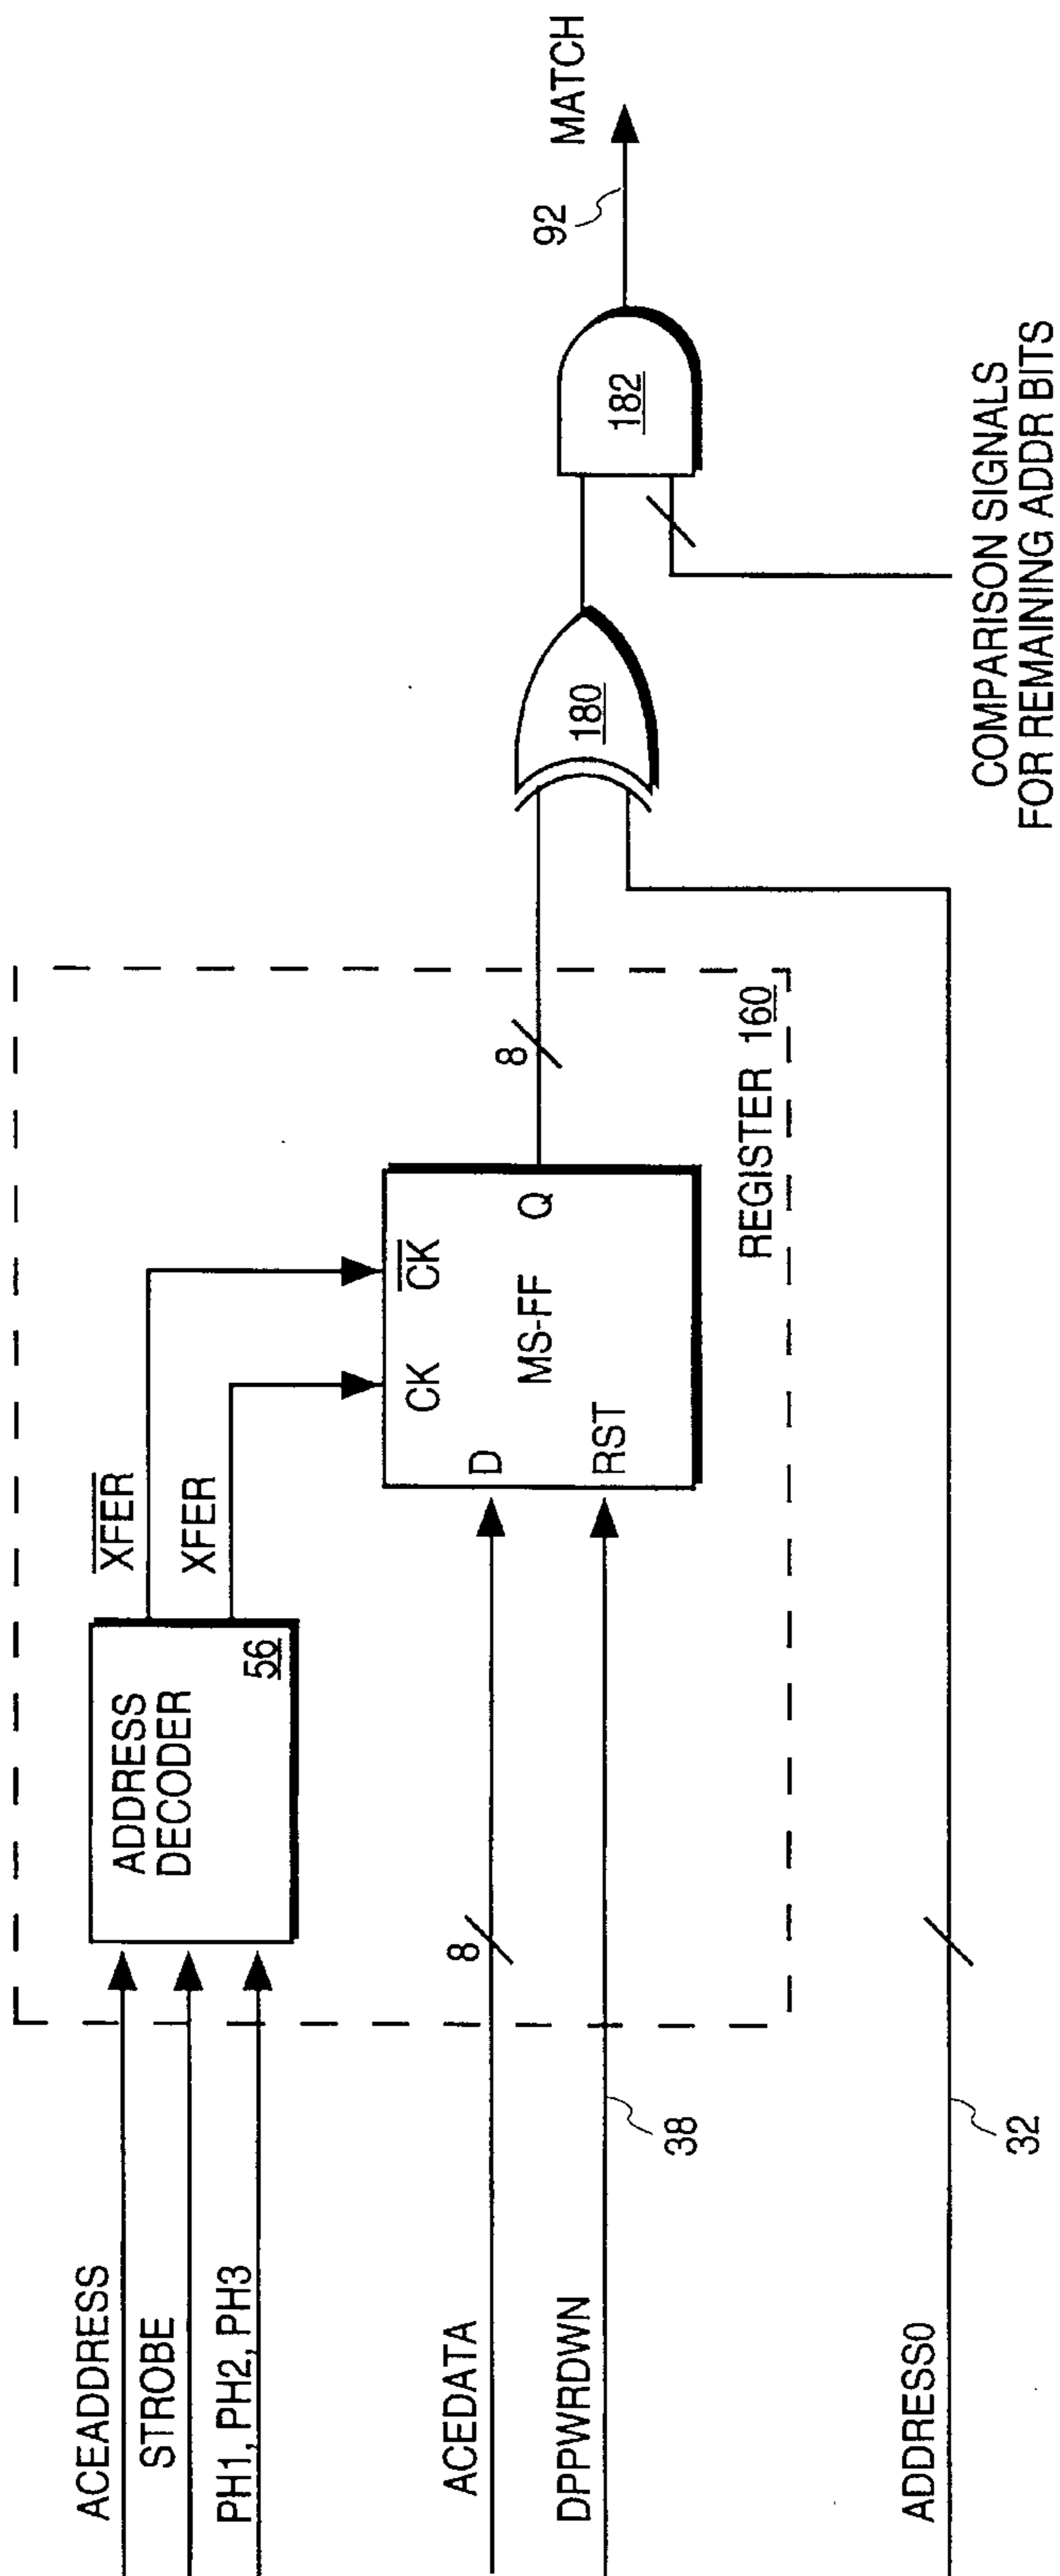 ACEADDRESS
STROBE
PH1, PH2, PH3
ADDRESS
DECODER
56
XFER
XFER
ACEDATA
8
DPPWRDWN
38
D
RST
CK
CK
MS-FF
Q
8
REGISTER 160
ADDRESS0
32
180
182
92
MATCH
COMPARISON SIGNALS
FOR REMAINING ADDR BITS